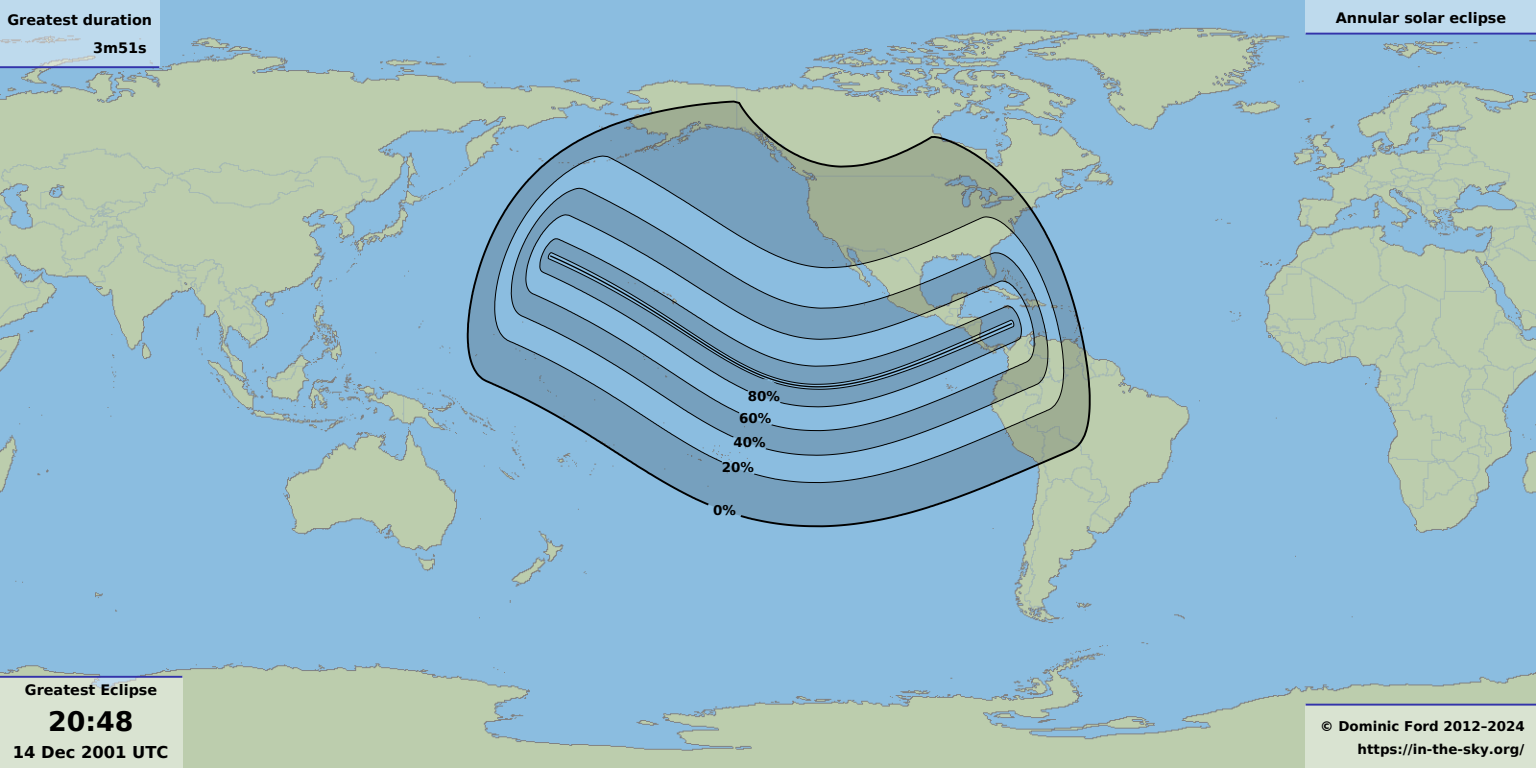 Greatest duration
3m51s
Annular solar eclipse
80%
60%
40%
20%
0%
Greatest Eclipse
20:48
14 Dec 2001 UTC
© Dominic Ford 2012–2024
https://in-the-sky.org/